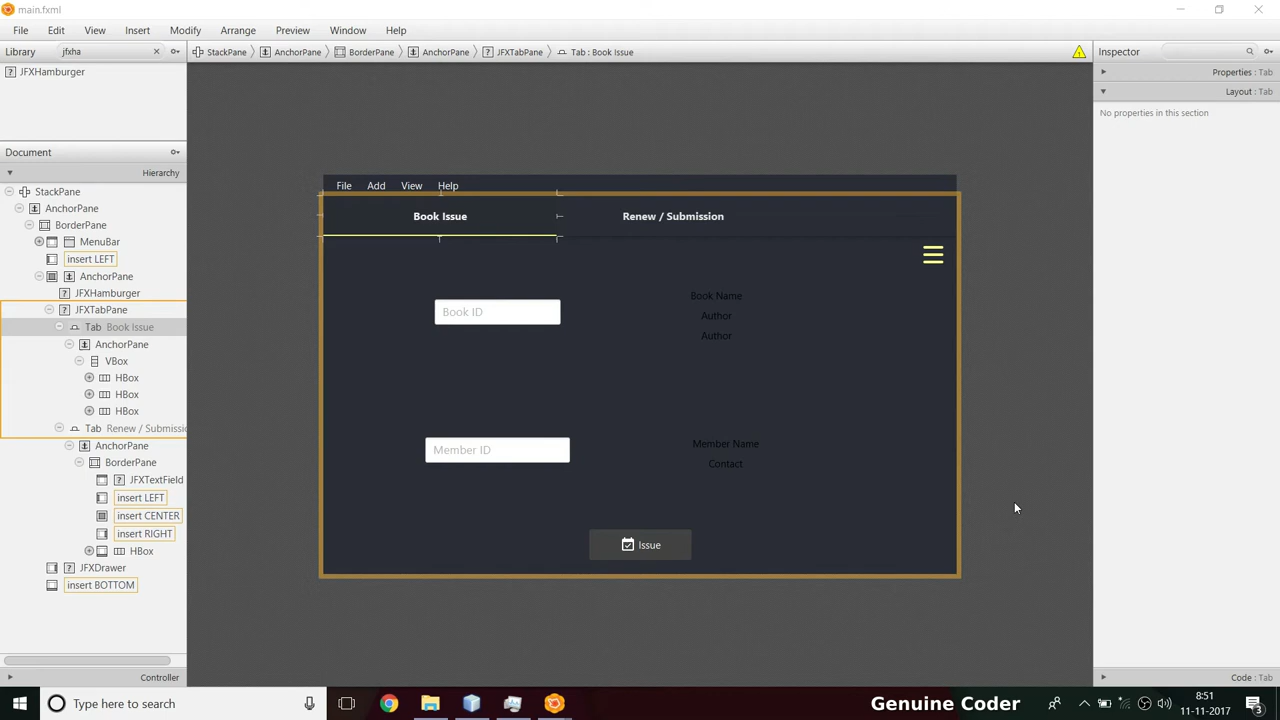 main.fxml
File Edit View Insert Modify Arrange Preview Window Help
Library jfxha
StackPane AnchorPane BorderPane AnchorPane JFXTabPane Tab : Book Issue
Inspector
JFXHamburger
Properties : Tab
Layout : Tab
No properties in this section
Document
Hierarchy
StackPane
AnchorPane
BorderPane
MenuBar
insert LEFT
AnchorPane
JFXHamburger
JFXTabPane
Tab Book Issue
AnchorPane
VBox
HBox
HBox
HBox
Tab Renew / Submissio
AnchorPane
BorderPane
JFXTextField
insert LEFT
insert CENTER
insert RIGHT
HBox
JFXDrawer
insert BOTTOM
Controller
File Add View Help
Book Issue Renew / Submission
Book ID
Book Name
Author
Author
Member ID
Member Name
Contact
Issue
Code : Tab
Type here to search
Genuine Coder
8:51
11-11-2017
3